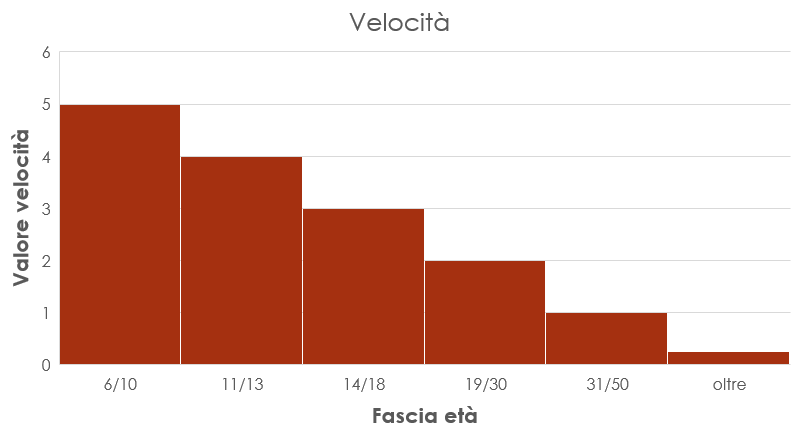 Velocità
6
5
4
3
2
1
0
Valore velocità
6/10 11/13 14/18 19/30 31/50 oltre
Fascia età